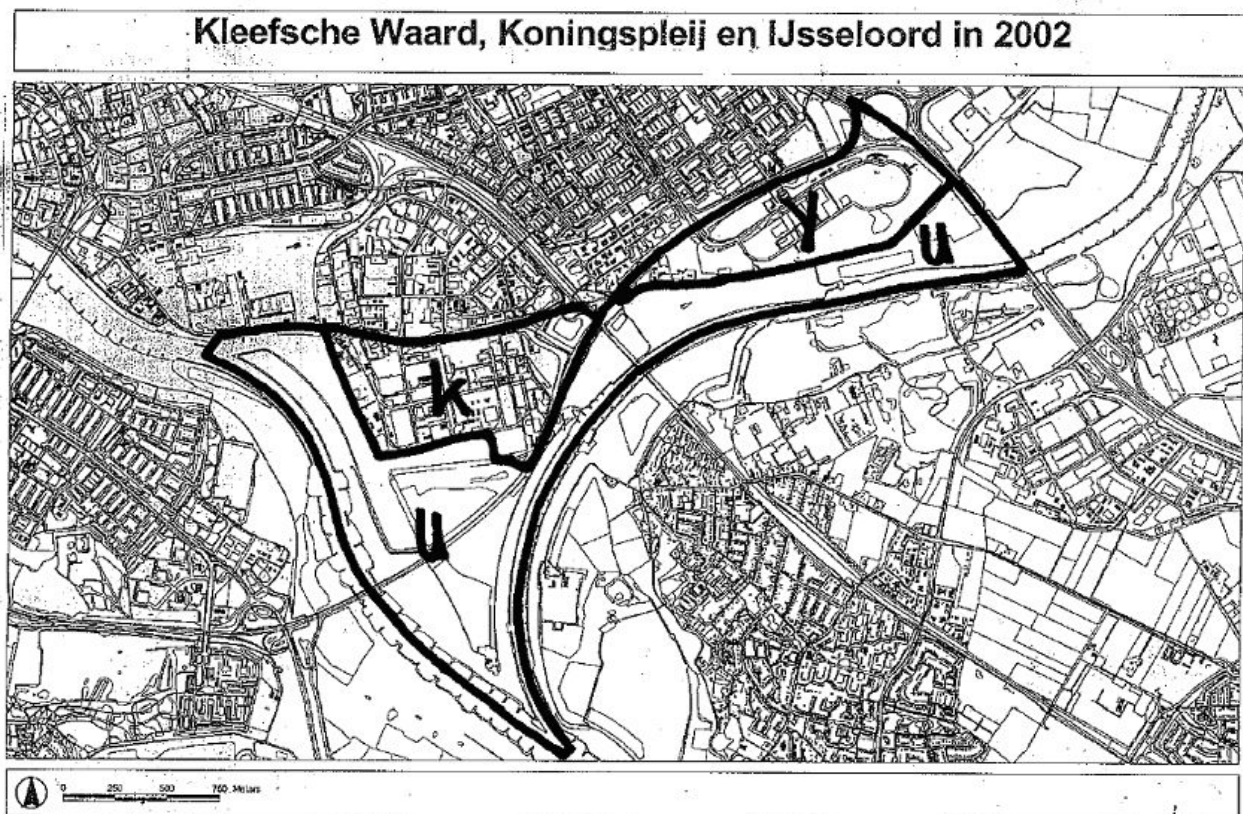 Kleefsche Waard, Koningspleij en IJsseloord in 2002
y
u
k
u
0 250 500 750 Meters